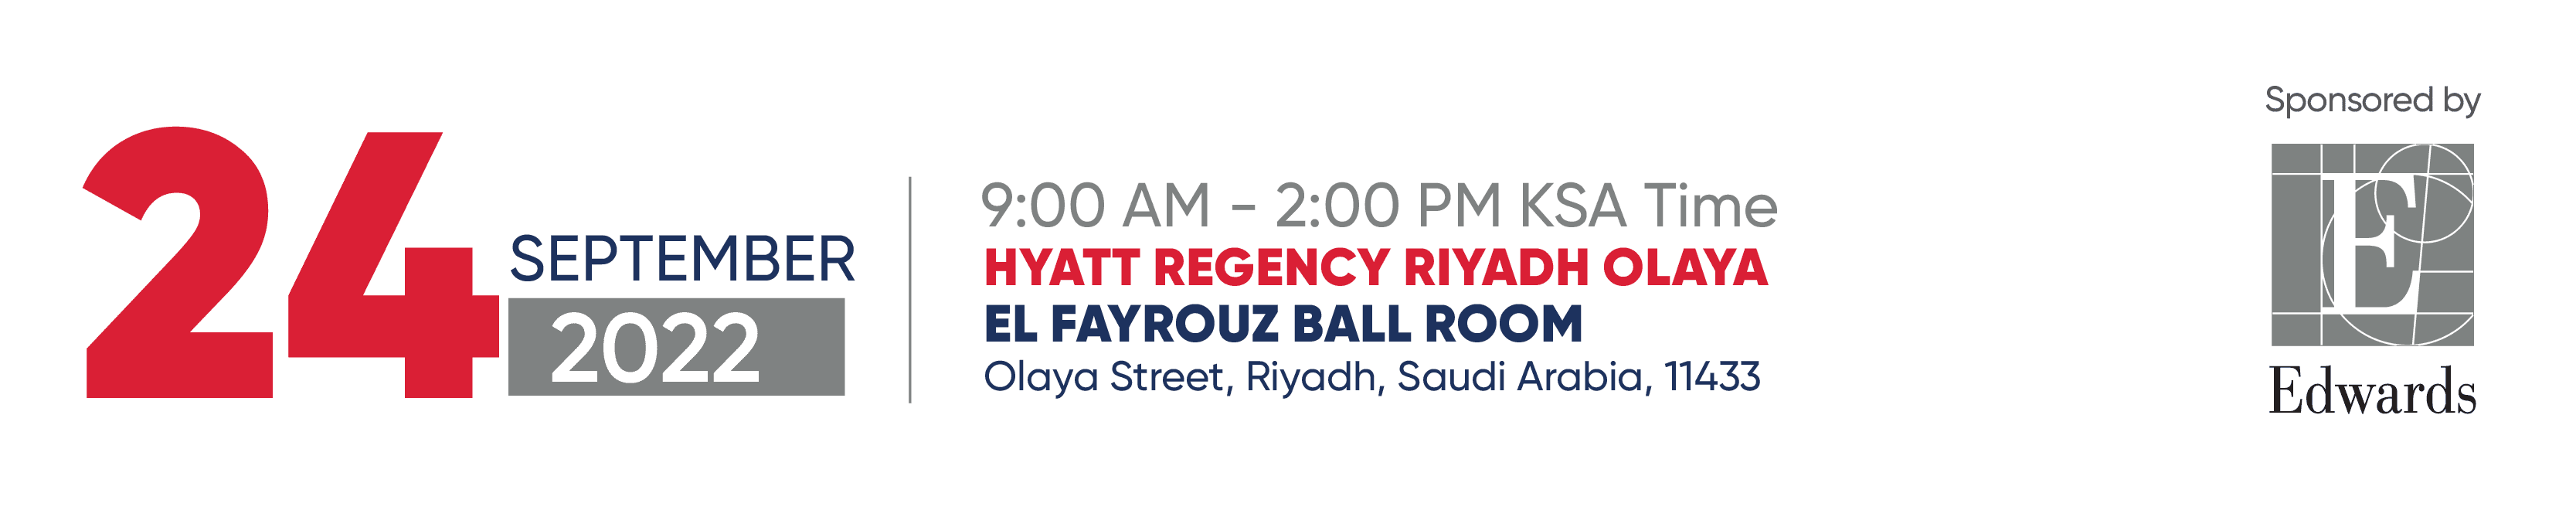 24
SEPTEMBER
2022
9:00 AM - 2:00 PM KSA Time
HYATT REGENCY RIYADH OLAYA
EL FAYROUZ BALL ROOM
Olaya Street, Riyadh, Saudi Arabia, 11433
Sponsored by
E
Edwards